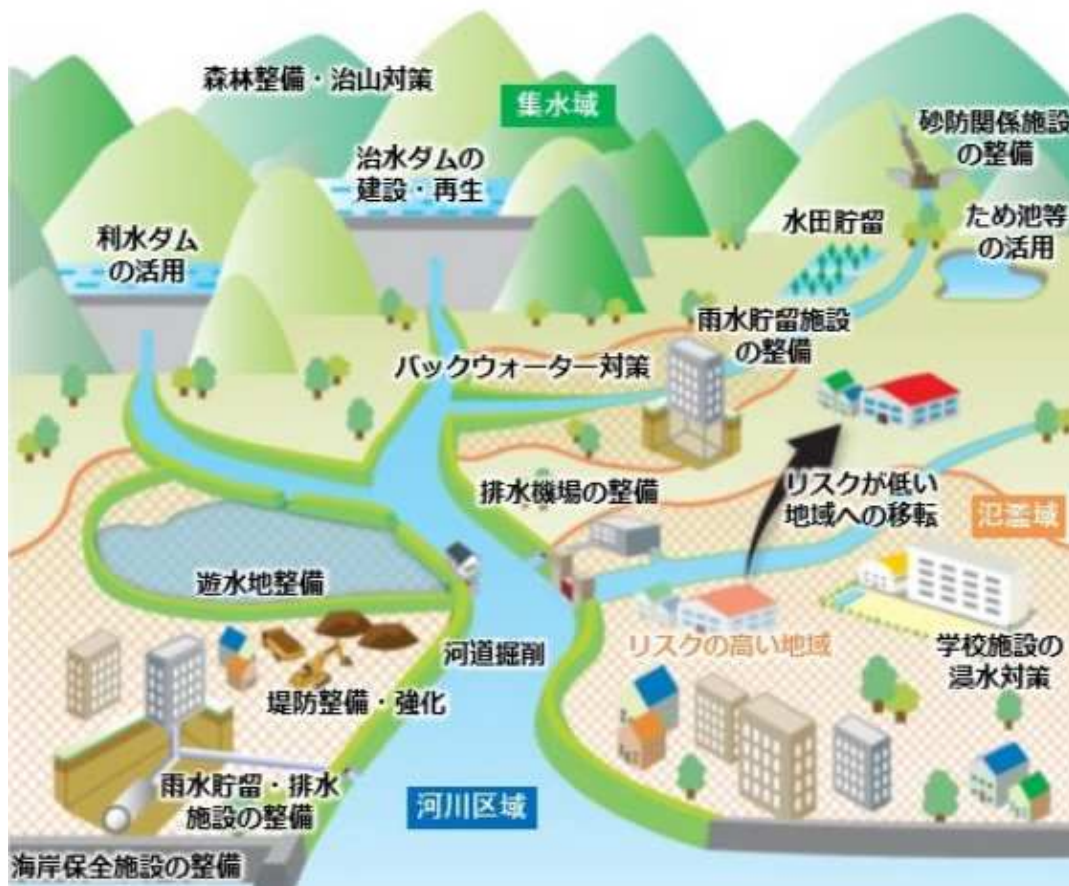 森林整備・治山対策
集水域
砂防関係施設
の整備
治水ダムの
建設・再生
水田貯留
ため池等
の活用
利水ダム
の活用
雨水貯留施設
の整備
バックウォーター対策
排水機場の整備
リスクが低い
地域への移転
氾濫域
遊水地整備
河道掘削
リスクの高い地域
学校施設の
浸水対策
堤防整備・強化
雨水貯留・排水
施設の整備
河川区域
海岸保全施設の整備